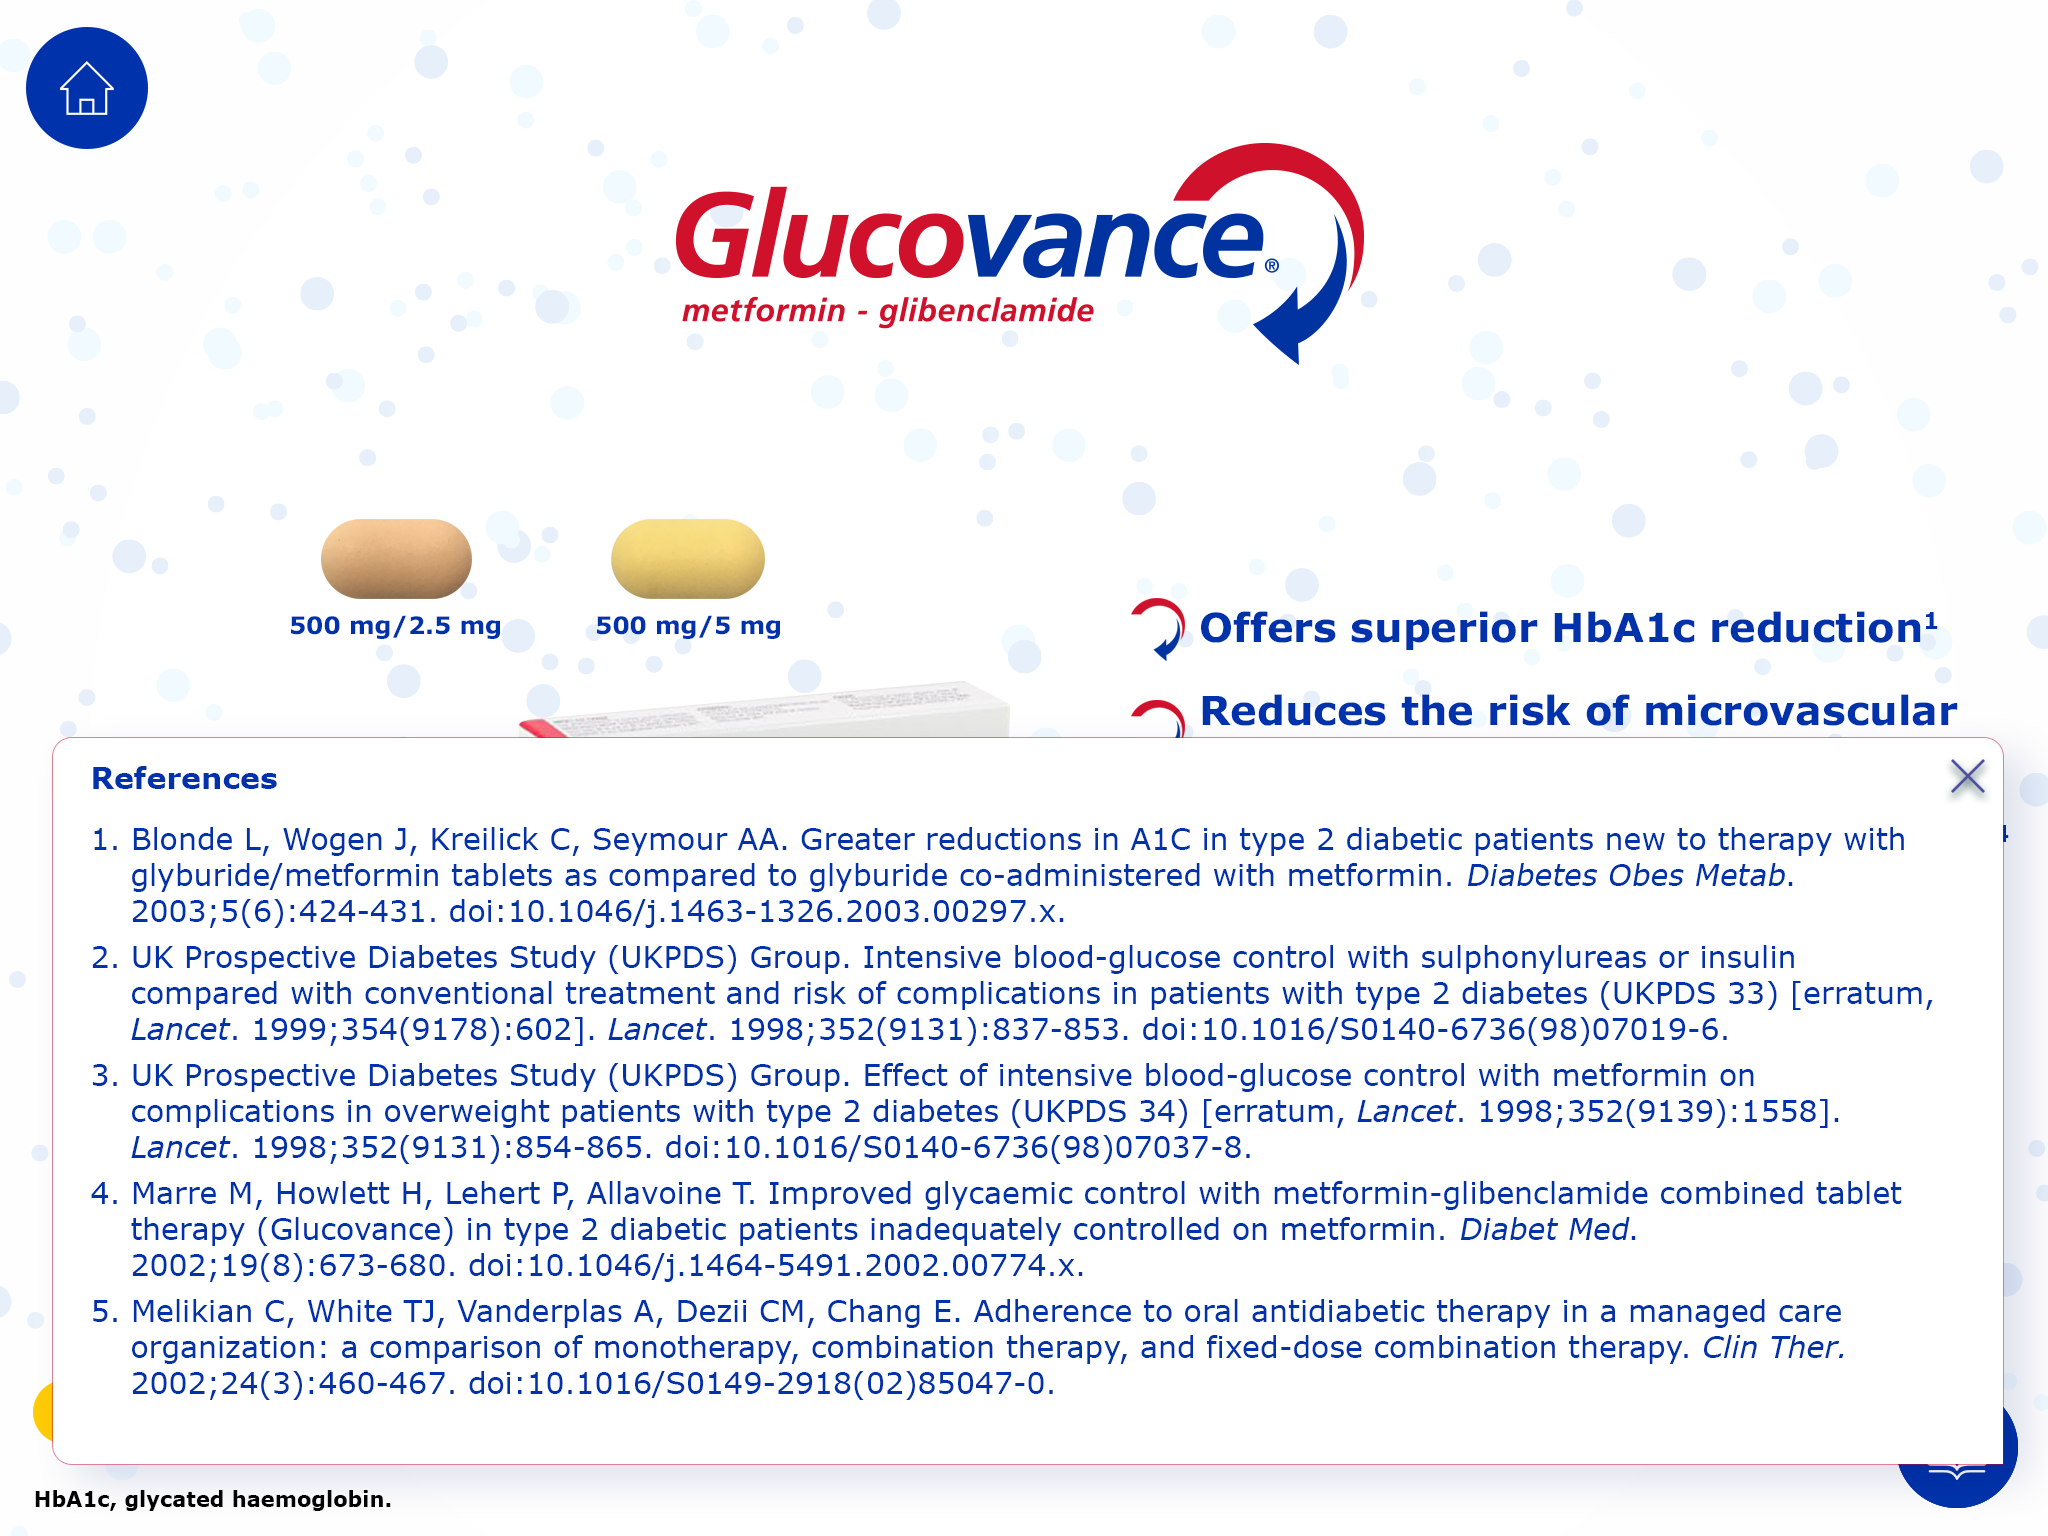 Glucovance®
metformin - glibenclamide
500 mg/2.5 mg 500 mg/5 mg
Offers superior HbA1c reduction¹
Reduces the risk of microvascular
4
References
1. Blonde L, Wogen J, Kreilick C, Seymour AA. Greater reductions in A1C in type 2 diabetic patients new to therapy with
glyburide/metformin tablets as compared to glyburide co-administered with metformin. Diabetes Obes Metab.
2003;5(6):424-431. doi:10.1046/j.1463-1326.2003.00297.x.
2. UK Prospective Diabetes Study (UKPDS) Group. Intensive blood-glucose control with sulphonylureas or insulin
compared with conventional treatment and risk of complications in patients with type 2 diabetes (UKPDS 33) [erratum,
Lancet. 1999;354(9178):602]. Lancet. 1998;352(9131):837-853. doi:10.1016/S0140-6736(98)07019-6.
3. UK Prospective Diabetes Study (UKPDS) Group. Effect of intensive blood-glucose control with metformin on
complications in overweight patients with type 2 diabetes (UKPDS 34) [erratum, Lancet. 1998;352(9139):1558].
Lancet. 1998;352(9131):854-865. doi:10.1016/S0140-6736(98)07037-8.
4. Marre M, Howlett H, Lehert P, Allavoine T. Improved glycaemic control with metformin-glibenclamide combined tablet
therapy (Glucovance) in type 2 diabetic patients inadequately controlled on metformin. Diabet Med.
2002;19(8):673-680. doi:10.1046/j.1464-5491.2002.00774.x.
5. Melikian C, White TJ, Vanderplas A, Dezii CM, Chang E. Adherence to oral antidiabetic therapy in a managed care
organization: a comparison of monotherapy, combination therapy, and fixed-dose combination therapy. Clin Ther.
2002;24(3):460-467. doi:10.1016/S0149-2918(02)85047-0.
HbA1c, glycated haemoglobin.